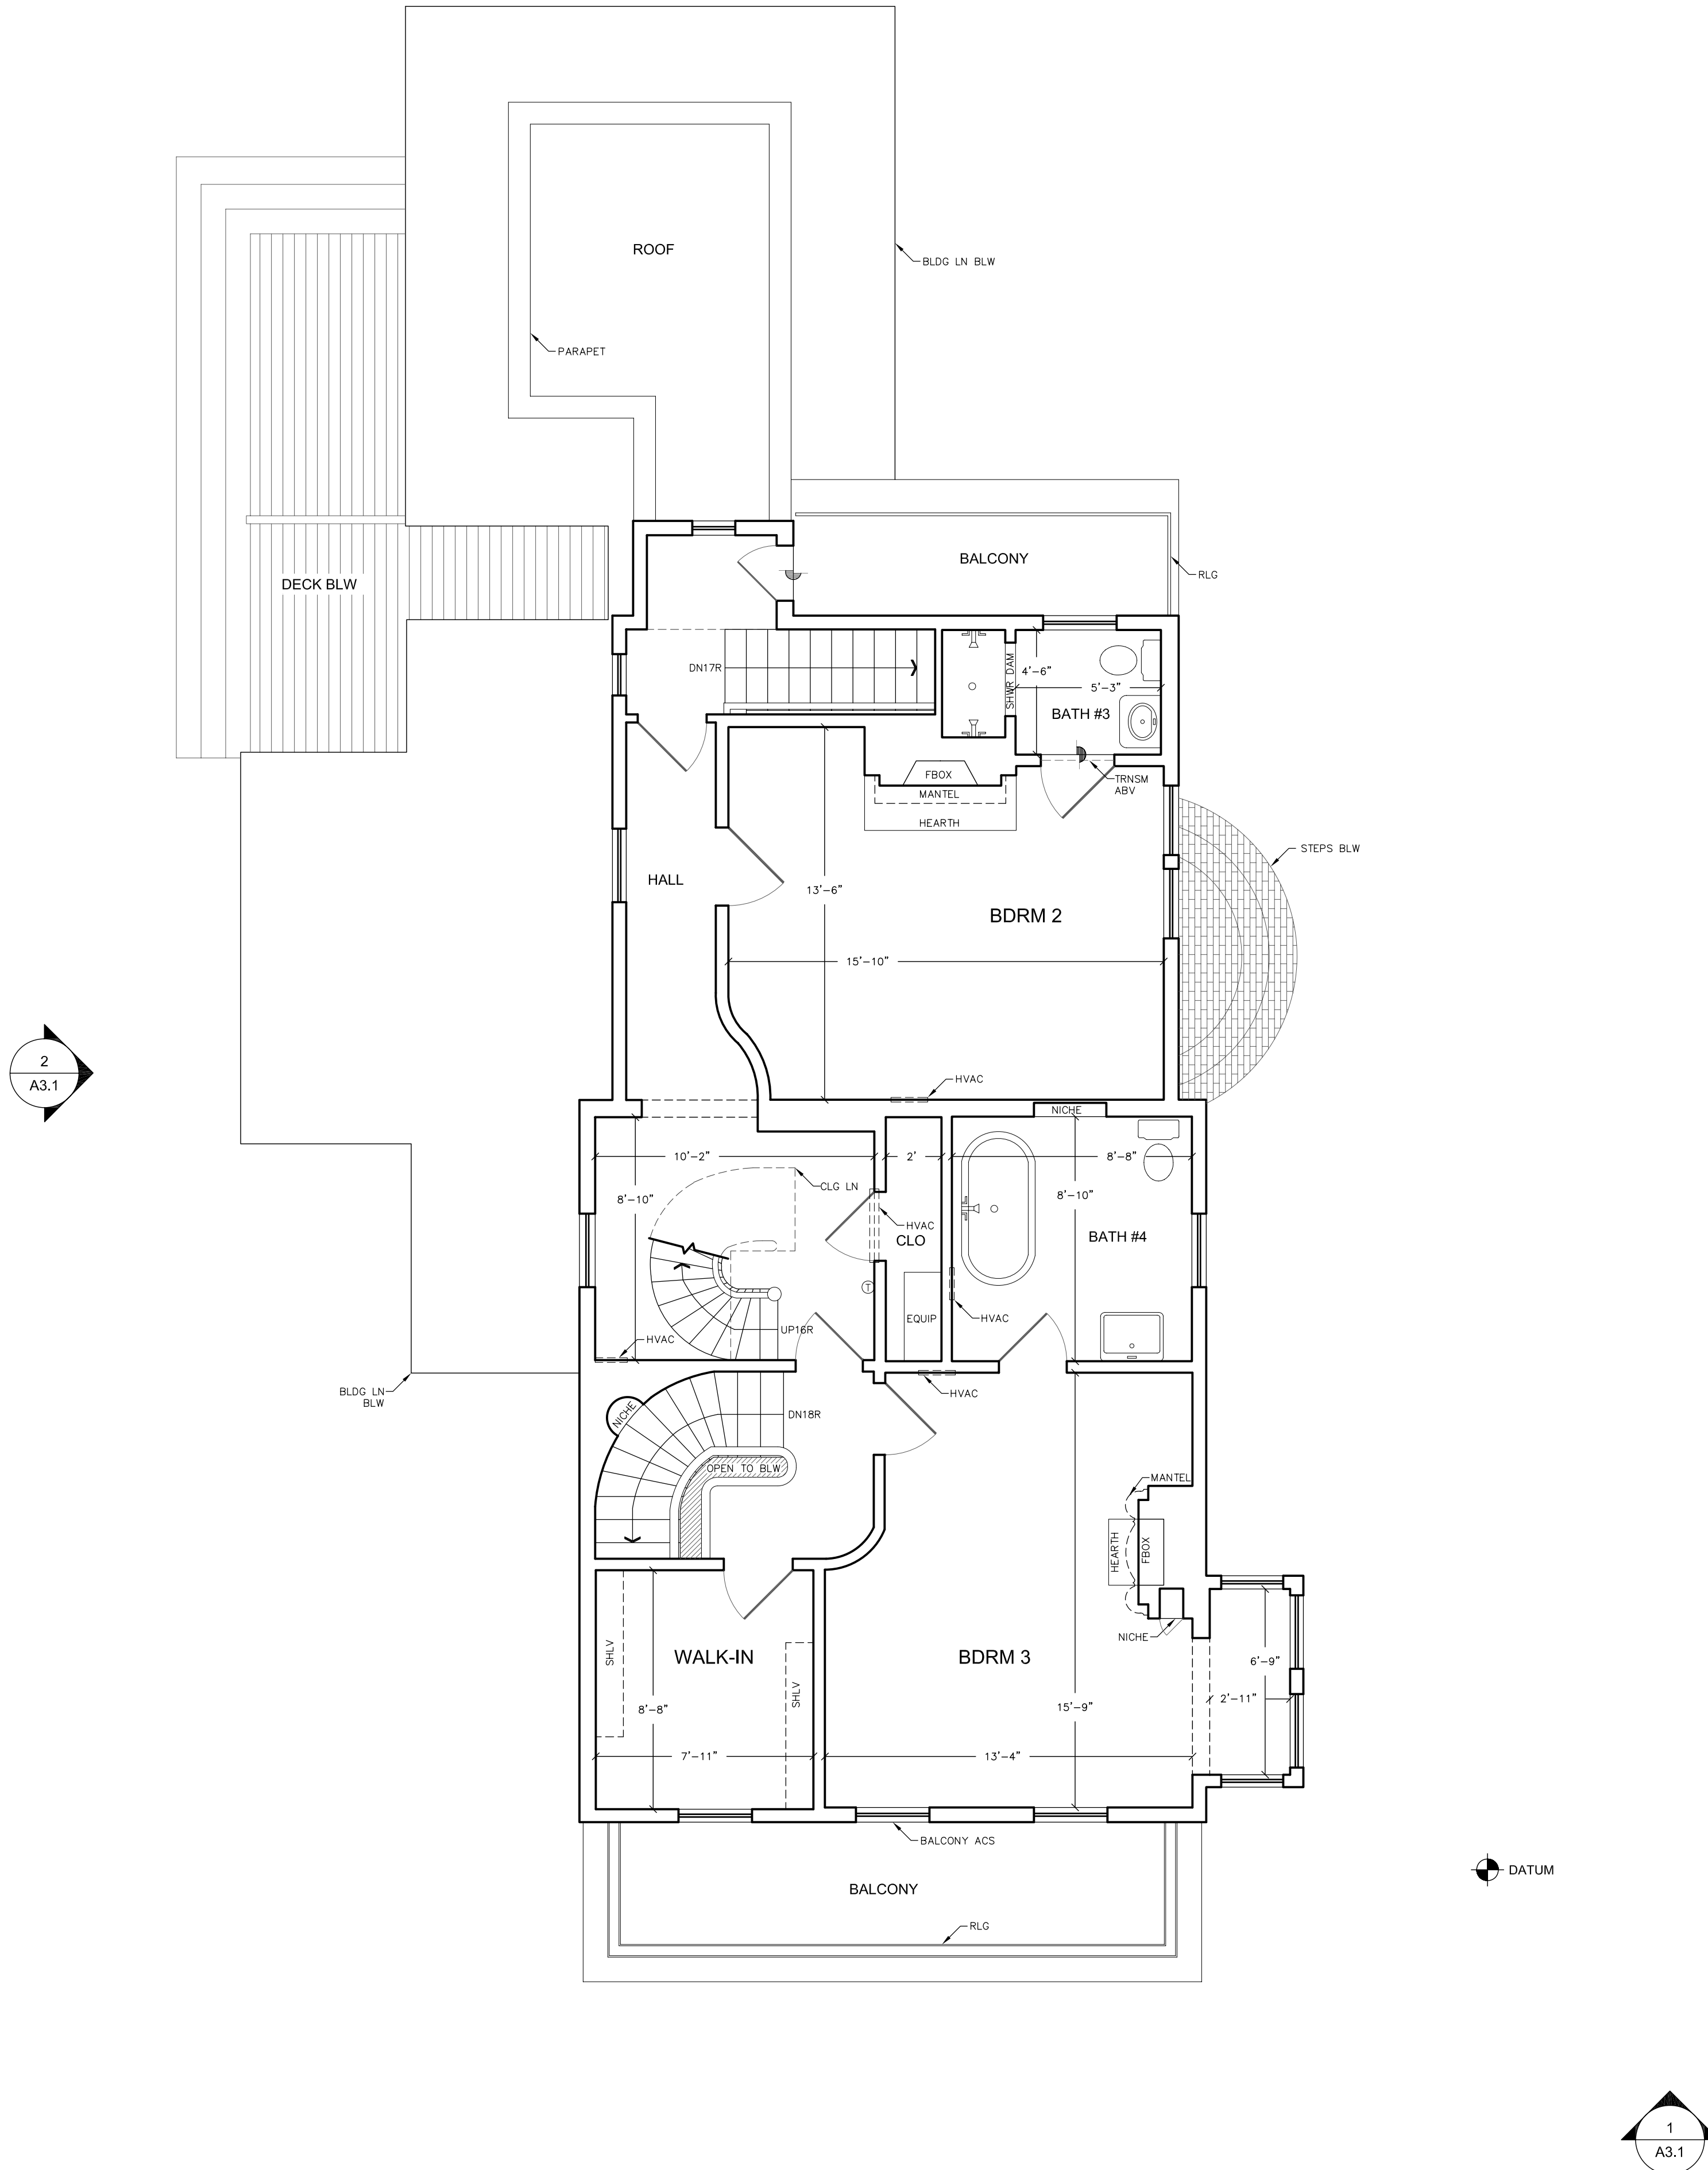 ROOF
BLDG LN BLW
PARAPET
BALCONY
RLG
DECK BLW
DN17R
SHWR DAM
4'-6"
5'-3"
BATH #3
FBOX
MANTEL
HEARTH
TRNSM
ABV
STEPS BLW
HALL
13'-6"
BDRM 2
15'-10"
2
A3.1
HVAC
NICHE
10'-2"
2'
8'-8"
CLG LN
8'-10"
8'-10"
HVAC
CLO
BATH #4
EQUIP
HVAC
UP16R
HVAC
BLDG LN
BLW
HVAC
NICHE
DN18R
OPEN TO BLW
MANTEL
HEARTH
FBOX
NICHE
SHLV
WALK-IN
SHLV
BDRM 3
6'-9"
2'-11"
8'-8"
15'-9"
7'-11"
13'-4"
BALCONY ACS
BALCONY
RLG
DATUM
1
A3.1
T